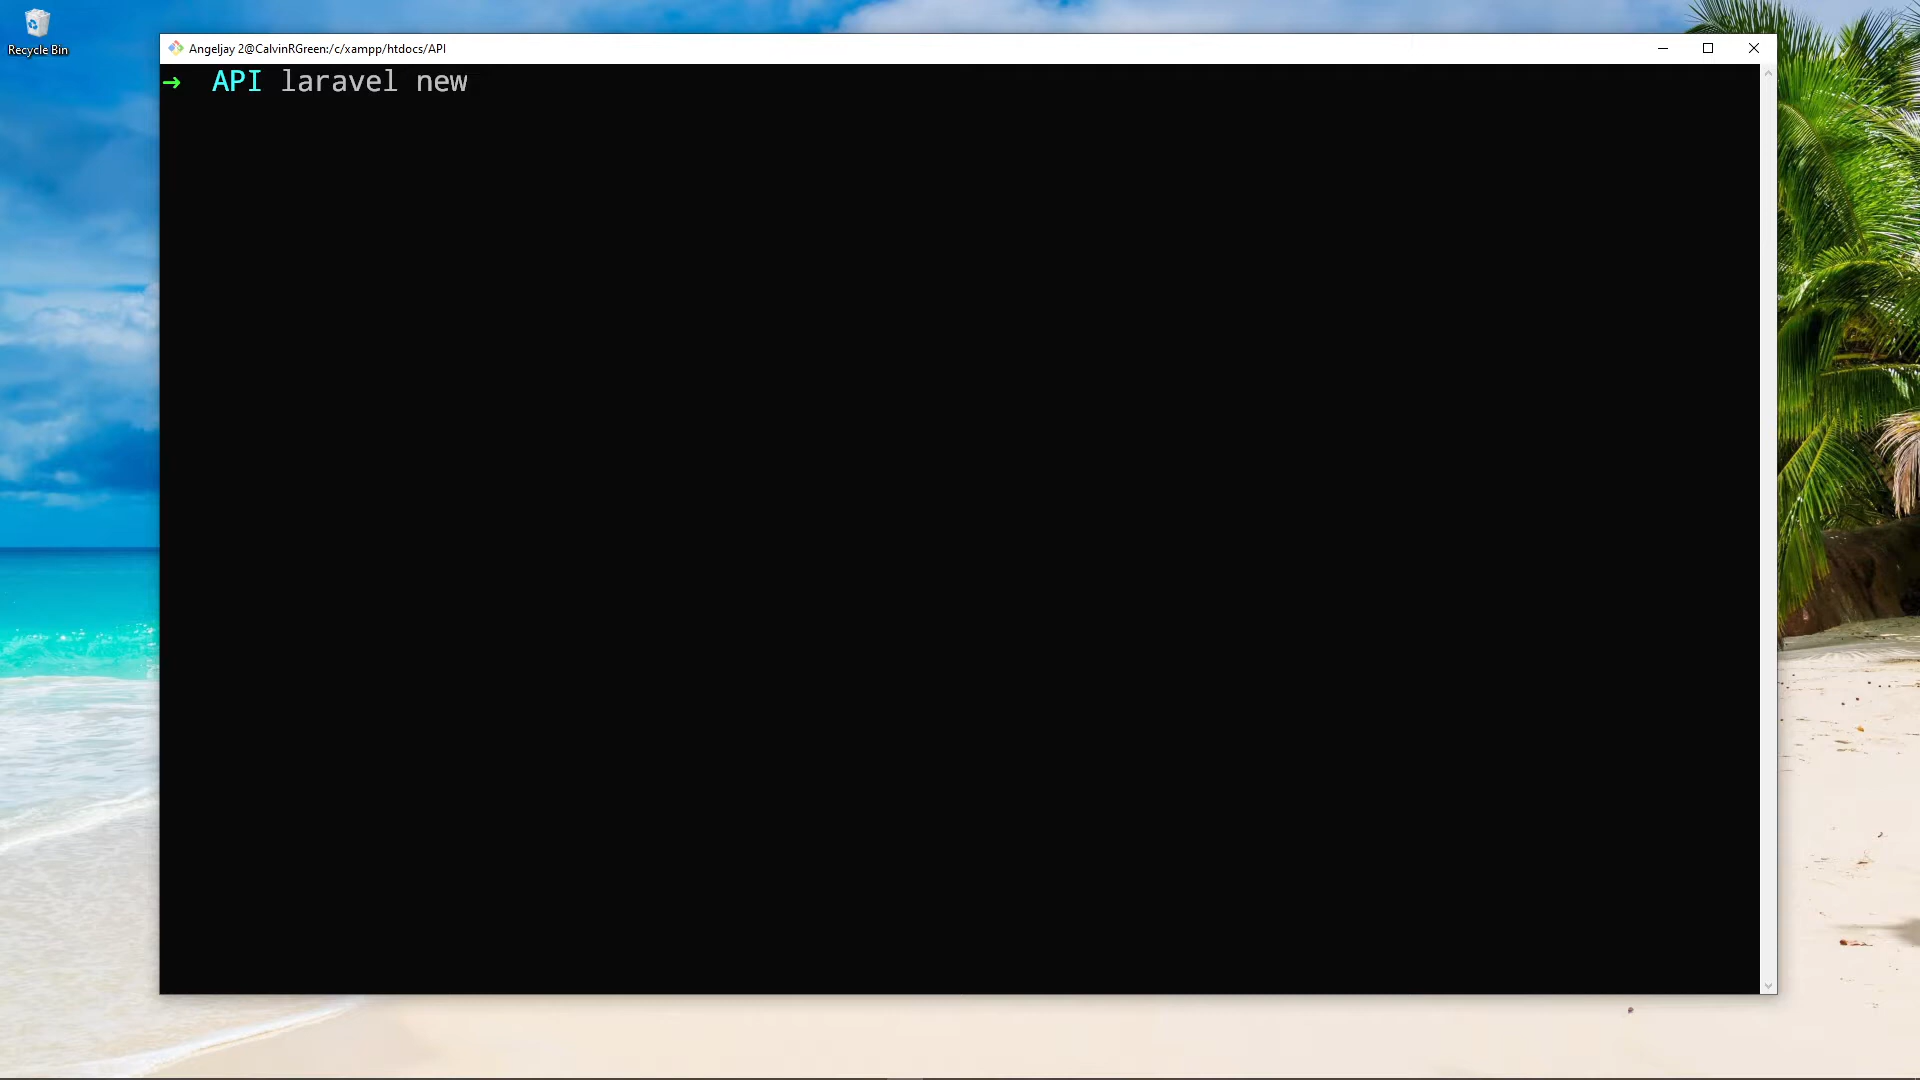 Recycle Bin
Angeljay 2@CalvinRGreen:/c/xampp/htdocs/API
→ API laravel new